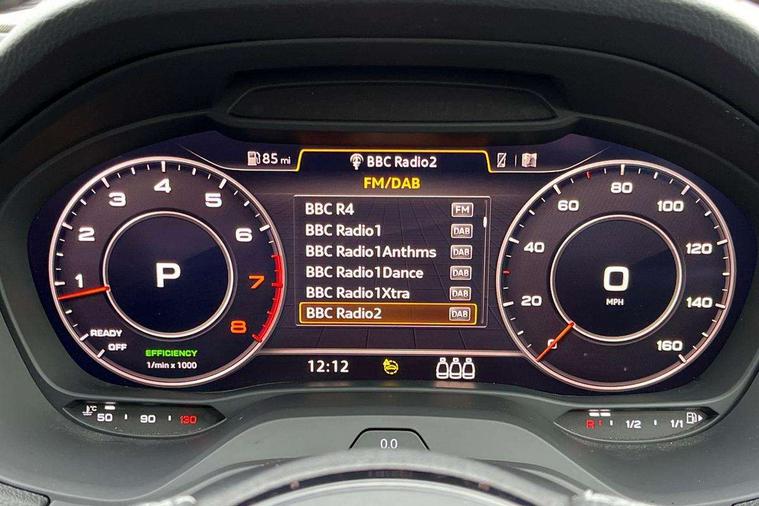 85 mi
BBC Radio2
FM/DAB
BBC R4 FM
BBC Radio1 DAB
BBC Radio1Anthms DAB
BBC Radio1Dance DAB
BBC Radio1Xtra DAB
BBC Radio2 DAB
1 2 3 4 5 6 7 8
P
READY
OFF
EFFICIENCY
1/min x 1000
0 20 40 60 80 100 120 140 160
0
MPH
12:12
°C 50 90 130
R 1/2 1/1
0.0